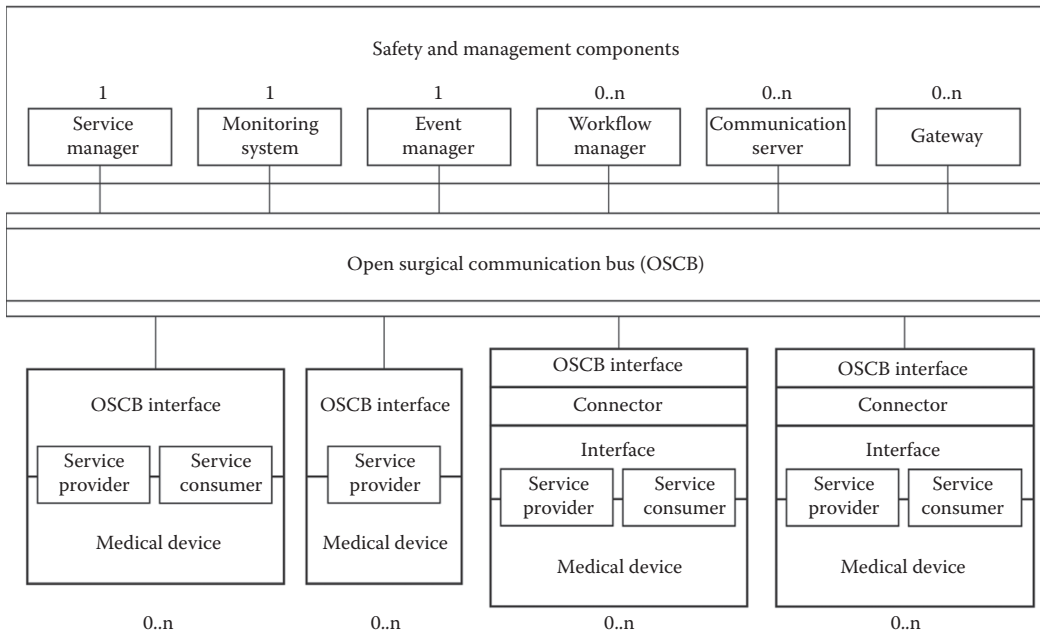 Safety and management components
1 1 1 0..n 0..n 0..n
Service manager
Monitoring system
Event manager
Workflow manager
Communication server
Gateway
Open surgical communication bus (OSCB)
OSCB interface
Service provider
Service consumer
Medical device
0..n
OSCB interface
Service provider
Medical device
0..n
OSCB interface
Connector
Interface
Service provider
Service consumer
Medical device
0..n
OSCB interface
Connector
Interface
Service provider
Service consumer
Medical device
0..n